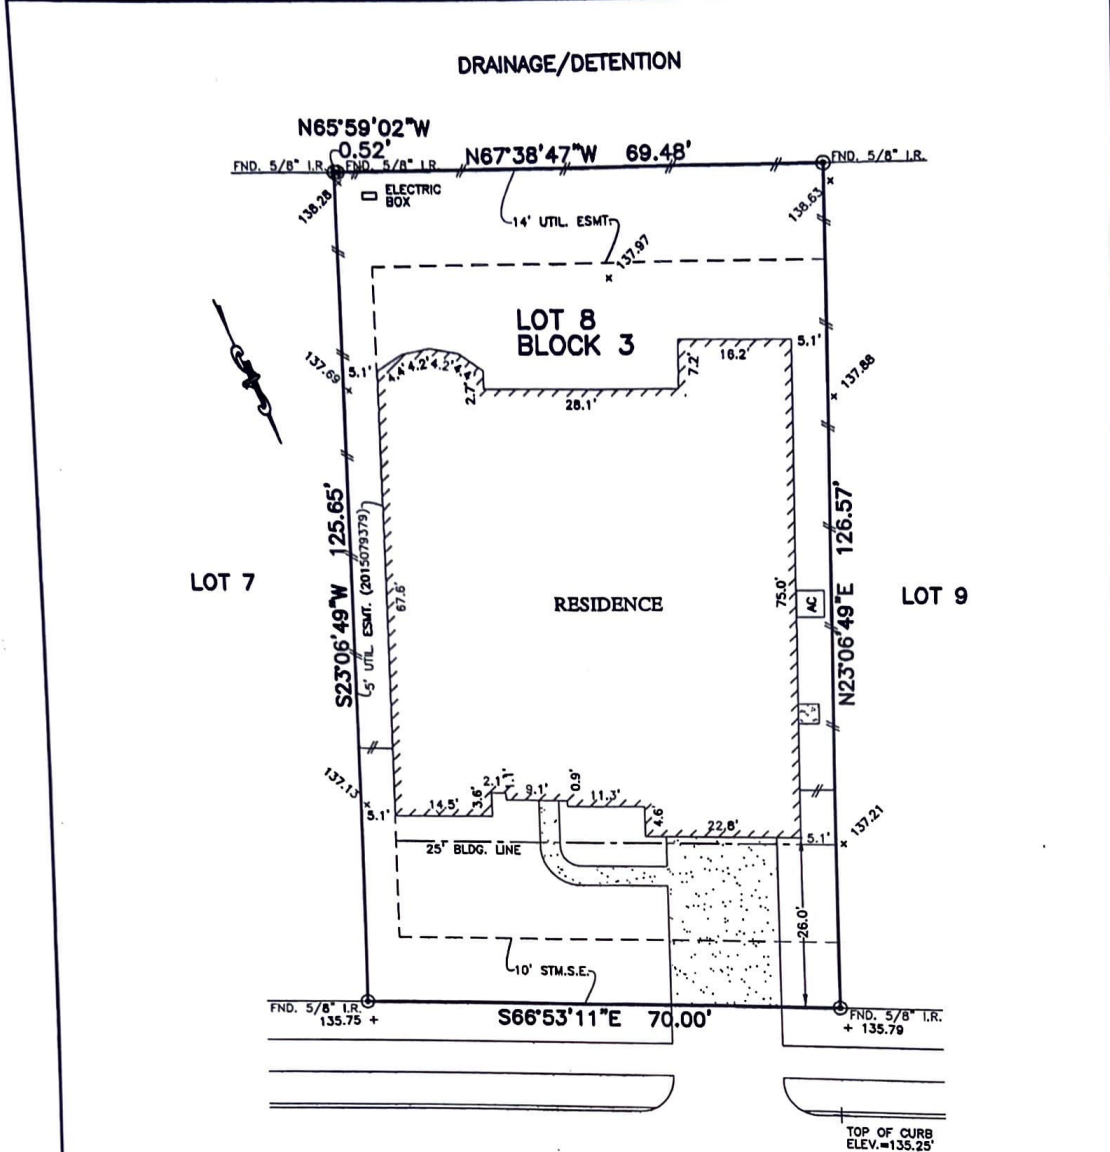 DRAINAGE/DETENTION
N65°59'02"W
0.52'
N67°38'47"W 69.48'
FND. 5/8" I.R.
FND. 5/8" I.R.
FND. 5/8" I.R.
138.28
ELECTRIC
BOX
14' UTIL. ESMT.
137.97
138.63
LOT 8
BLOCK 3
137.69
5.1'
4.4'
4.2'
4.2'
4.4'
2.7'
28.1'
7.2'
16.2'
5.1'
137.88
S23°06'49"W 125.65'
5' UTIL ESMT. (2015079379)
67.6'
LOT 7
RESIDENCE
75.0'
AC
N23°06'49"E 126.57'
LOT 9
137.13
5.1'
14.5'
3.6'
2.1'
1.1'
9.1'
0.9'
11.3'
4.6'
22.8'
5.1'
137.21
25' BLDG. LINE
26.0'
10' STM.S.E.
FND. 5/8" I.R.
135.75 +
S66°53'11"E 70.00'
FND. 5/8" I.R.
+ 135.79
TOP OF CURB
ELEV.=135.25'